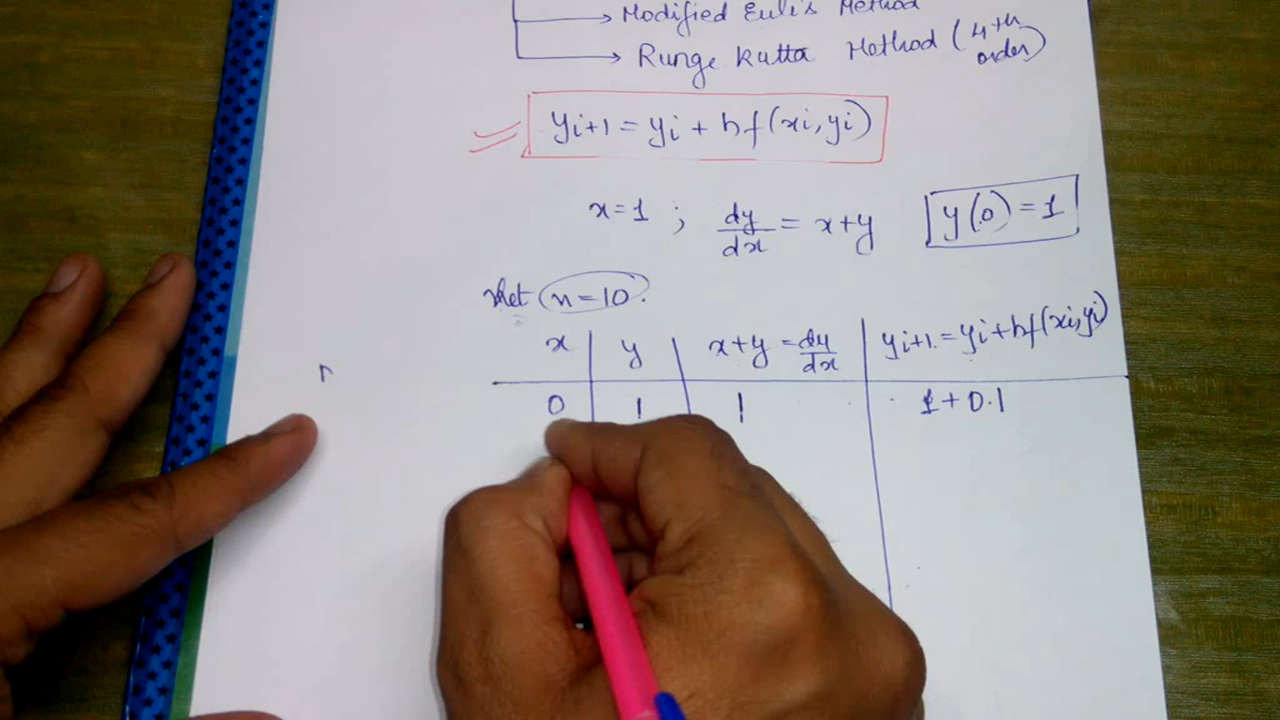 → Modified Euli's Method
→ Runge Kutta Method (4th order)
yi+1 = yi + hf(xi, yi)
x=1 ; dy/dx = x+y y(0) = 1
Let n=10.
x y x+y = dy/dx yi+1 = yi + hf(xi, yi)
0 1 1 1 + 0.1